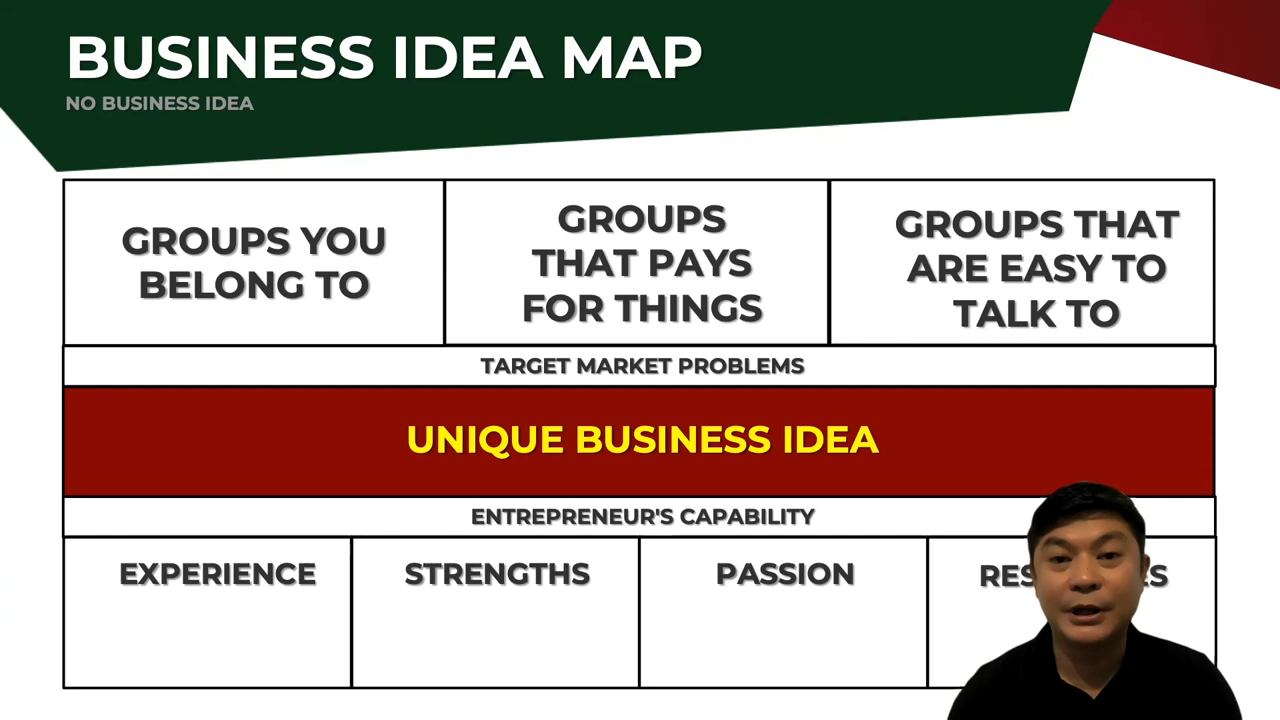 BUSINESS IDEA MAP
NO BUSINESS IDEA
GROUPS YOU
BELONG TO
GROUPS
THAT PAYS
FOR THINGS
GROUPS THAT
ARE EASY TO
TALK TO
TARGET MARKET PROBLEMS
UNIQUE BUSINESS IDEA
ENTREPRENEUR'S CAPABILITY
EXPERIENCE
STRENGTHS
PASSION